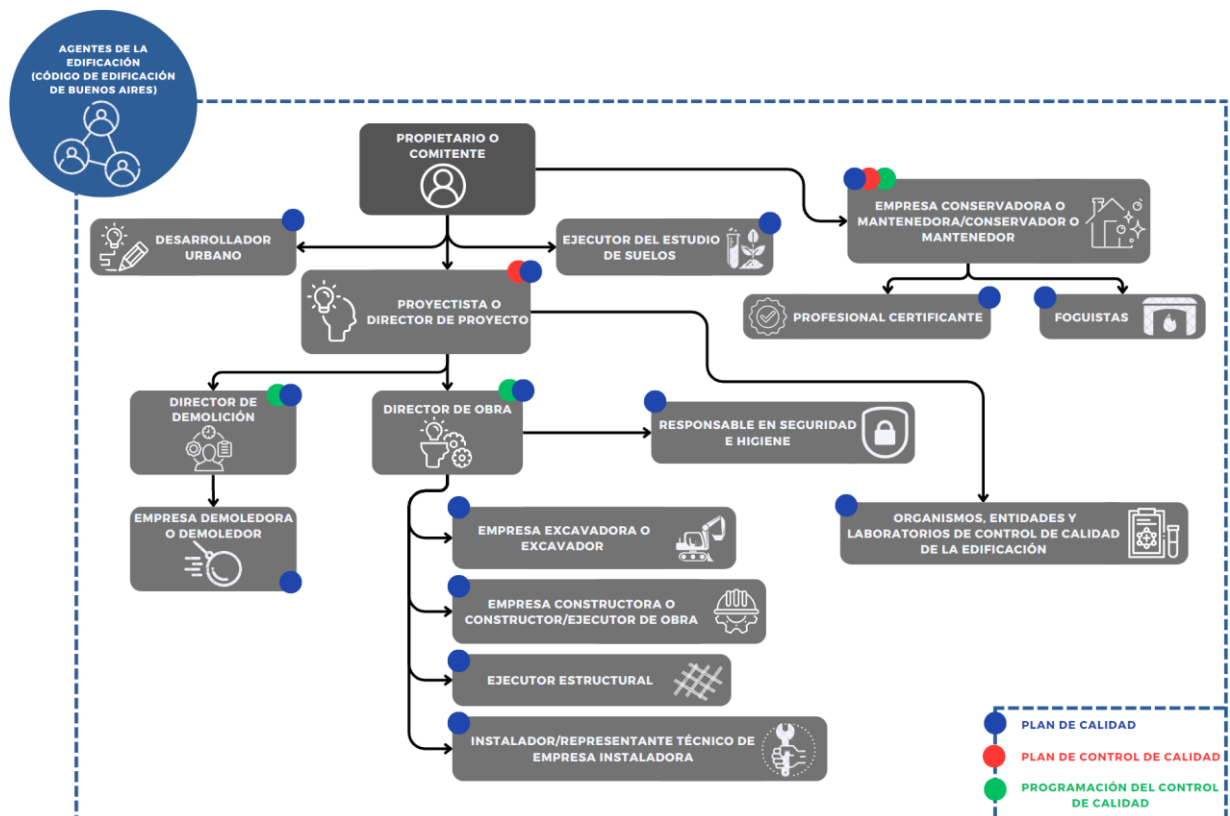 AGENTES DE LA
EDIFICACIÓN
(CÓDIGO DE EDIFICACIÓN
DE BUENOS AIRES)
PROPIETARIO O
COMITENTE
EMPRESA CONSERVADORA O
MANTENEDORA/CONSERVADOR O
MANTENEDOR
DESARROLLADOR
URBANO
EJECUTOR DEL ESTUDIO
DE SUELOS
PROYECTISTA O
DIRECTOR DE PROYECTO
PROFESIONAL CERTIFICANTE
FOGUISTAS
DIRECTOR DE
DEMOLICIÓN
DIRECTOR DE OBRA
RESPONSABLE EN SEGURIDAD
E HIGIENE
EMPRESA DEMOLEDORA
O DEMOLEDOR
EMPRESA EXCAVADORA O
EXCAVADOR
ORGANISMOS, ENTIDADES Y
LABORATORIOS DE CONTROL DE CALIDAD
DE LA EDIFICACIÓN
EMPRESA CONSTRUCTORA O
CONSTRUCTOR/EJECUTOR DE OBRA
EJECUTOR ESTRUCTURAL
INSTALADOR/REPRESENTANTE TÉCNICO DE
EMPRESA INSTALADORA
PLAN DE CALIDAD
PLAN DE CONTROL DE CALIDAD
PROGRAMACIÓN DEL CONTROL
DE CALIDAD